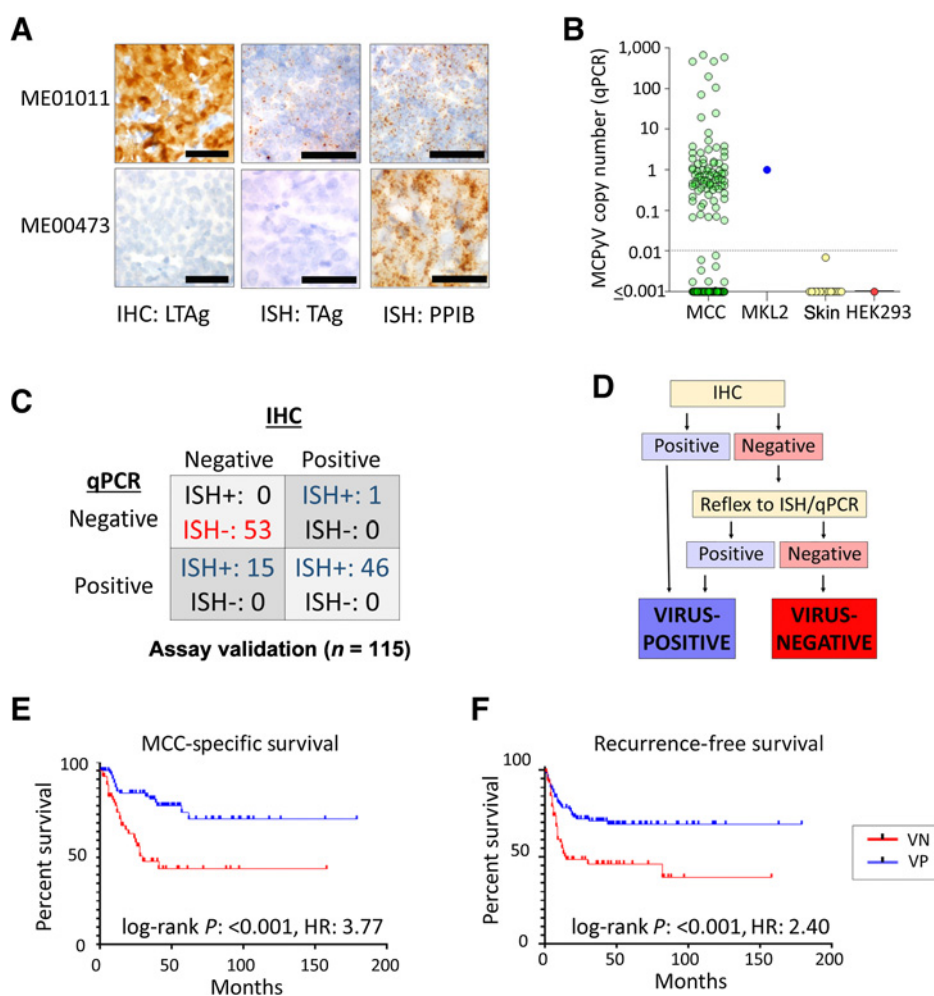 A
ME01011
ME00473
IHC: LTAg
ISH: TAg
ISH: PPIB
B
MCPyV copy number (qPCR)
1,000
100
10
1
0.1
0.01
≤0.001
MCC
MKL2
Skin
HEK293
C
IHC
Negative
Positive
qPCR
Negative
ISH+: 0
ISH+: 1
ISH-: 53
ISH-: 0
Positive
ISH+: 15
ISH+: 46
ISH-: 0
ISH-: 0
Assay validation (n = 115)
D
IHC
Positive
Negative
Reflex to ISH/qPCR
Positive
Negative
VIRUS-
POSITIVE
VIRUS-
NEGATIVE
E
MCC-specific survival
Percent survival
100
50
0
log-rank P: <0.001, HR: 3.77
0
50
100
150
200
Months
F
Recurrence-free survival
Percent survival
100
50
0
log-rank P: <0.001, HR: 2.40
0
50
100
150
200
Months
VN
VP